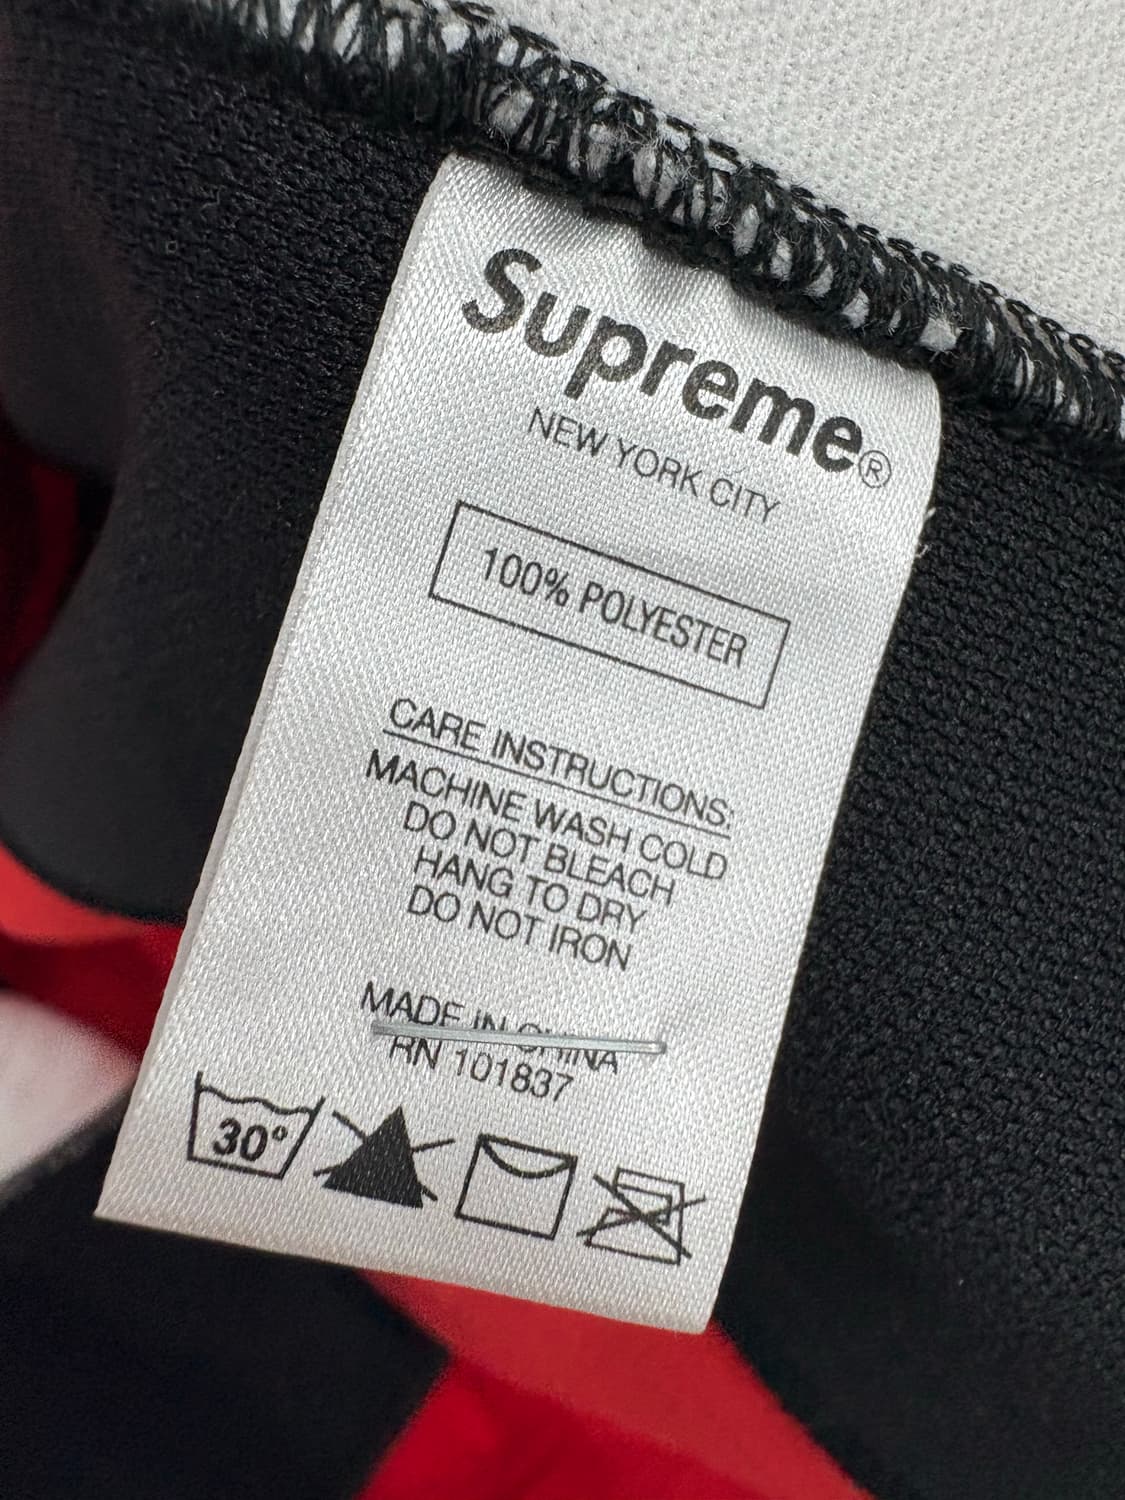 Supreme®
NEW YORK CITY
100% POLYESTER
CARE INSTRUCTIONS:
MACHINE WASH COLD
DO NOT BLEACH
HANG TO DRY
DO NOT IRON
MADE IN CHINA
RN 101837
30°